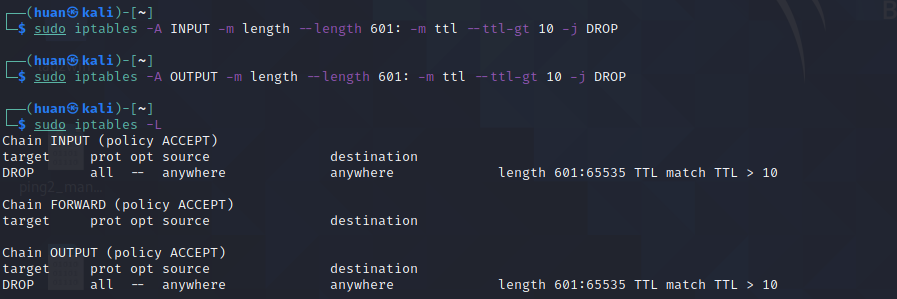 (huan㉿kali)-[~]
$ sudo iptables -A INPUT -m length --length 601: -m ttl --ttl-gt 10 -j DROP
(huan㉿kali)-[~]
$ sudo iptables -A OUTPUT -m length --length 601: -m ttl --ttl-gt 10 -j DROP
(huan㉿kali)-[~]
$ sudo iptables -L
Chain INPUT (policy ACCEPT)
target     prot opt source               destination
DROP       all  --  anywhere             anywhere             length 601:65535 TTL match TTL > 10
Chain FORWARD (policy ACCEPT)
target     prot opt source               destination
Chain OUTPUT (policy ACCEPT)
target     prot opt source               destination
DROP       all  --  anywhere             anywhere             length 601:65535 TTL match TTL > 10